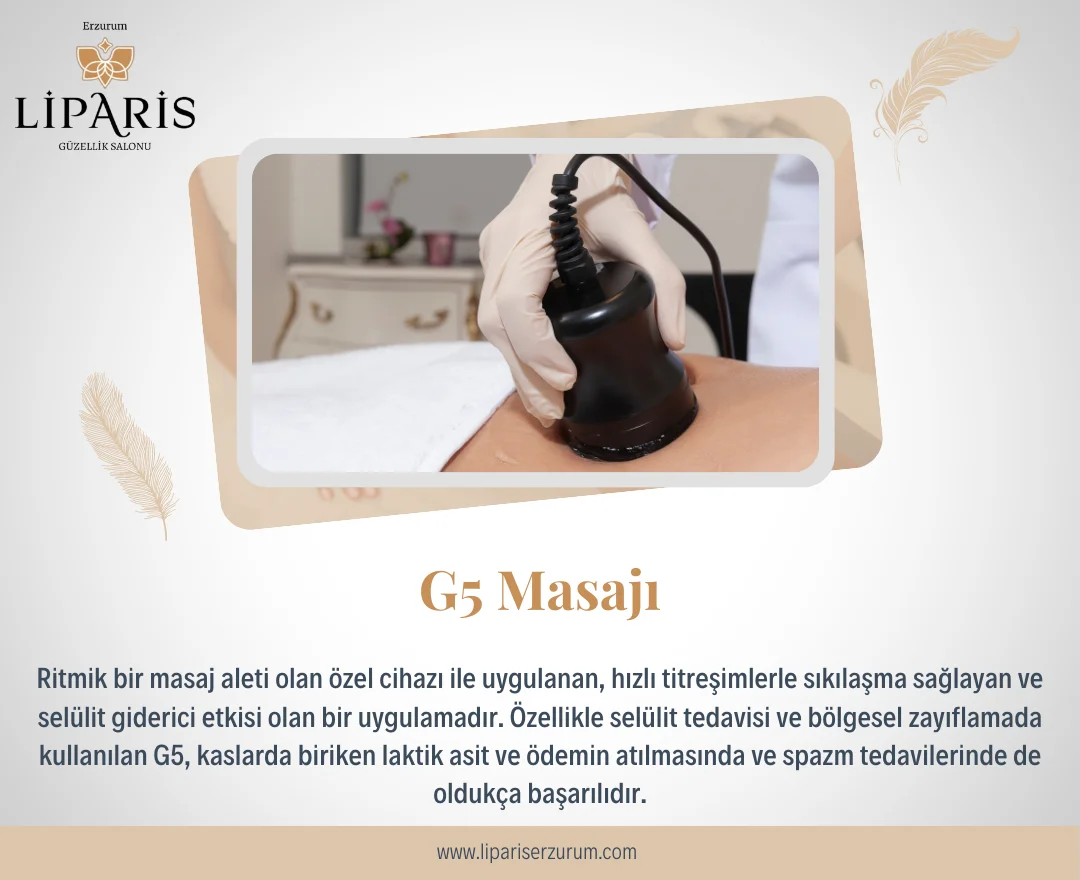 Erzurum
LİPARİS
GÜZELLİK SALONU
G5 Masajı
Ritmik bir masaj aleti olan özel cihazı ile uygulanan, hızlı titreşimlerle sıkılaşma sağlayan ve
selülit giderici etkisi olan bir uygulamadır. Özellikle selülit tedavisi ve bölgesel zayıflamada
kullanılan G5, kaslarda biriken laktik asit ve ödemin atılmasında ve spazm tedavilerinde de
oldukça başarılıdır.
www.lipariserzurum.com